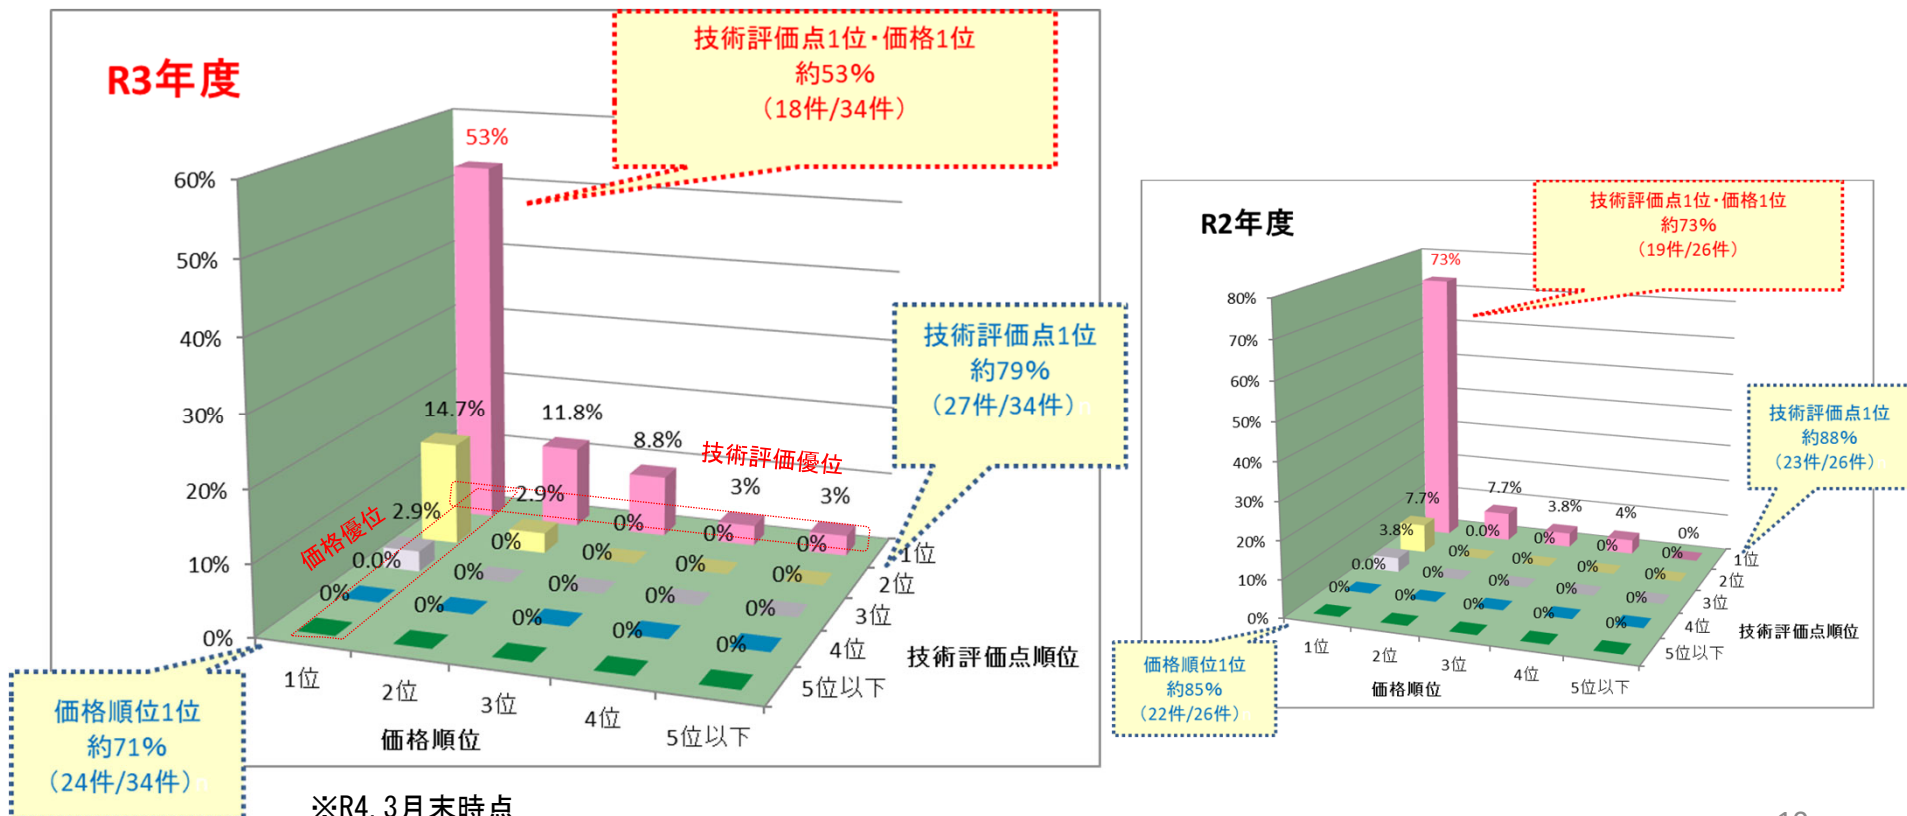 R3年度
技術評価点1位・価格1位
約53%
（18件/34件）
53%
60%
50%
40%
30%
20%
10%
0%
14.7%
11.8%
8.8%
3%
3%
技術評価優位
価格優位
2.9%
2.9%
0%
0%
0%
0.0%
0%
0%
0%
0%
0%
0%
0%
0%
0%
0%
0%
0%
1位
2位
3位
4位
5位以下
技術評価点順位
1位
2位
3位
4位
5位以下
価格順位
技術評価点1位
約79%
（27件/34件）
価格順位1位
約71%
（24件/34件）
※R4.3月末時点
R2年度
技術評価点1位・価格1位
約73%
（19件/26件）
73%
80%
70%
60%
50%
40%
30%
20%
10%
0%
7.7%
7.7%
3.8%
4%
0%
3.8%
0.0%
0%
0%
0%
0.0%
0%
0%
0%
0%
0%
0%
0%
0%
0%
0%
1位
2位
3位
4位
5位以下
技術評価点順位
1位
2位
3位
4位
5位以下
価格順位
技術評価点1位
約88%
（23件/26件）
価格順位1位
約85%
（22件/26件）